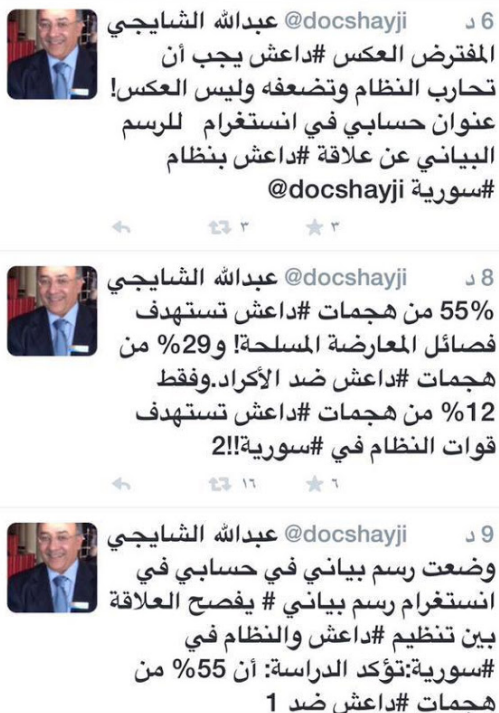 عبدالله الشايجي @docshayji 6 د
المفترض العكس #داعش يجب أن
تحارب النظام وتضعفه وليس العكس!
عنوان حسابي في انستغرام للرسم
البياني عن علاقة #داعش بنظام
#سورية @docshayji
٣ ٣
عبدالله الشايجي @docshayji 8 د
55% من هجمات #داعش تستهدف
فصائل المعارضة المسلحة! و29% من
هجمات #داعش ضد الأكراد.وفقط
12% من هجمات #داعش تستهدف
قوات النظام في #سورية!!2
١٦ ٦
عبدالله الشايجي @docshayji 9 د
وضعت رسم بياني في حسابي في
انستغرام رسم بياني # يفصح العلاقة
بين تنظيم #داعش والنظام في
#سورية:تؤكد الدراسة: أن 55% من
هجمات #داعش ضد 1